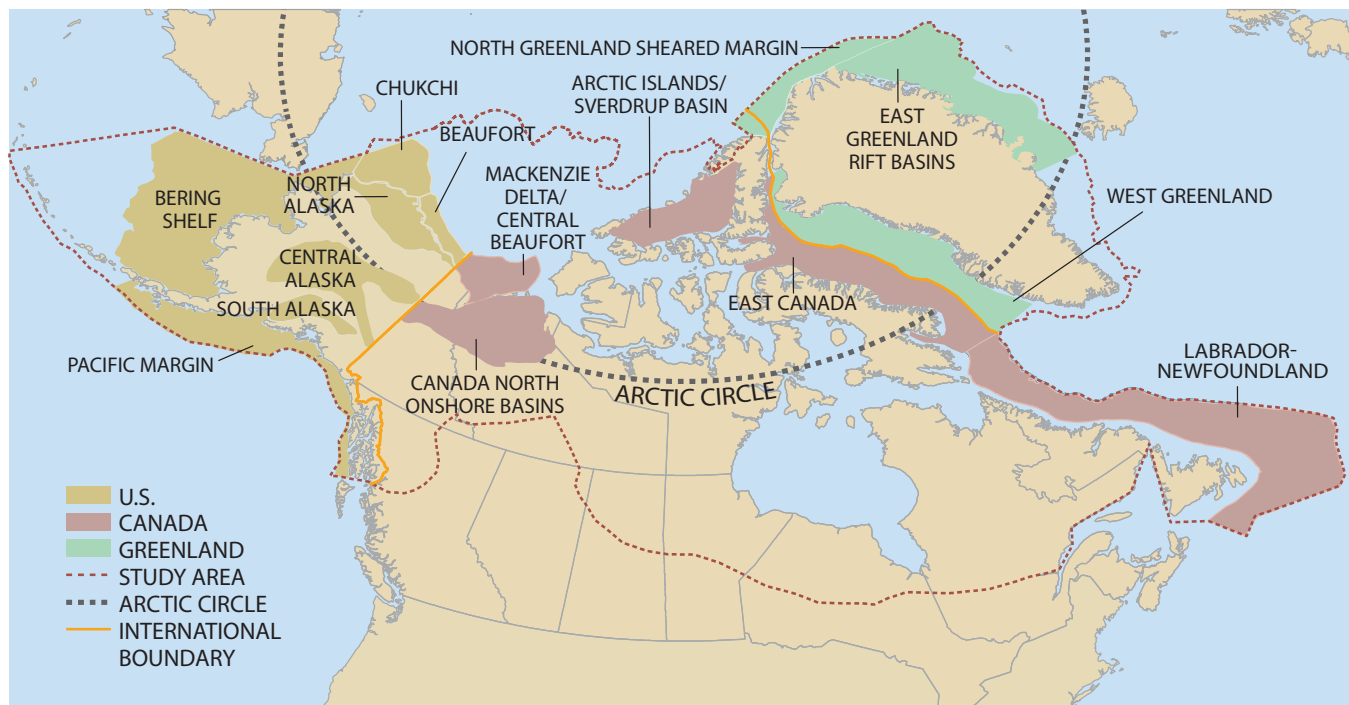 NORTH GREENLAND SHEARED MARGIN
CHUKCHI
ARCTIC ISLANDS/
SVERDRUP BASIN
BEAUFORT
EAST
GREENLAND
RIFT BASINS
MACKENZIE
DELTA/
CENTRAL
BEAUFORT
NORTH
ALASKA
BERING
SHELF
WEST GREENLAND
CENTRAL
ALASKA
SOUTH ALASKA
EAST CANADA
PACIFIC MARGIN
CANADA NORTH
ONSHORE BASINS
ARCTIC CIRCLE
LABRADOR-
NEWFOUNDLAND
U.S.
CANADA
GREENLAND
STUDY AREA
ARCTIC CIRCLE
INTERNATIONAL
BOUNDARY